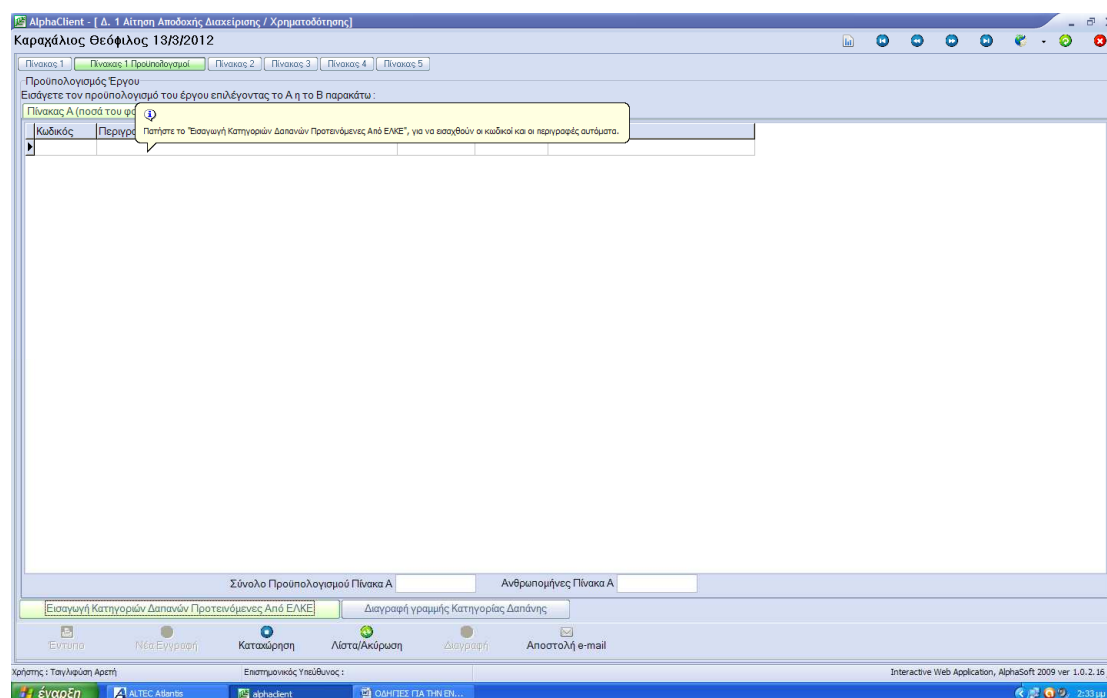 AlphaClient - [ Δ. 1 Αίτηση Αποδοχής Διαχείρισης / Χρηματοδότησης]
Καραχάλιος Θεόφιλος 13/3/2012
Πίνακας 1 Πίνακας 1 Προϋπολογισμοί Πίνακας 2 Πίνακας 3 Πίνακας 4 Πίνακας 5
Προϋπολογισμός Έργου
Εισάγετε τον προϋπολογισμό του έργου επιλέγοντας το Α η το Β παρακάτω :
Πίνακας Α (ποσά του φο
Πατήστε το "Εισαγωγή Κατηγοριών Δαπανών Προτεινόμενες Από ΕΛΚΕ", για να εισαχθούν οι κωδικοί και οι περιγραφές αυτόματα.
Κωδικός Περιγρα
Σύνολο Προϋπολογισμού Πίνακα Α Ανθρωπομήνες Πίνακα Α
Εισαγωγή Κατηγοριών Δαπανών Προτεινόμενες Από ΕΛΚΕ Διαγραφή γραμμής Κατηγορίας Δαπάνης
Έντυπο Νέα Εγγραφή Καταχώρηση Λίστα/Ακύρωση Διαγραφή Αποστολή e-mail
Χρήστης : Τσιγλιφύση Αρετή Επιστημονικός Υπεύθυνος : Interactive Web Application, AlphaSoft 2009 ver 1.0.2.16
έναρξη ALTEC Atlantis alphaclient ΟΔΗΓΙΕΣ ΓΙΑ ΤΗΝ ΕΝ... 2:33 μμ